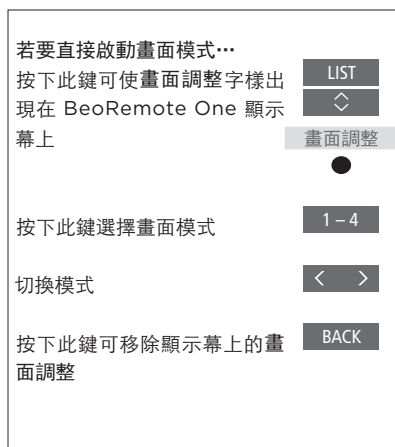 若要直接啟動畫面模式…
按下此鍵可使畫面調整字樣出
現在 BeoRemote One 顯示
幕上
LIST
畫面調整
按下此鍵選擇畫面模式
1 – 4
切換模式
按下此鍵可移除顯示幕上的畫
面調整
BACK